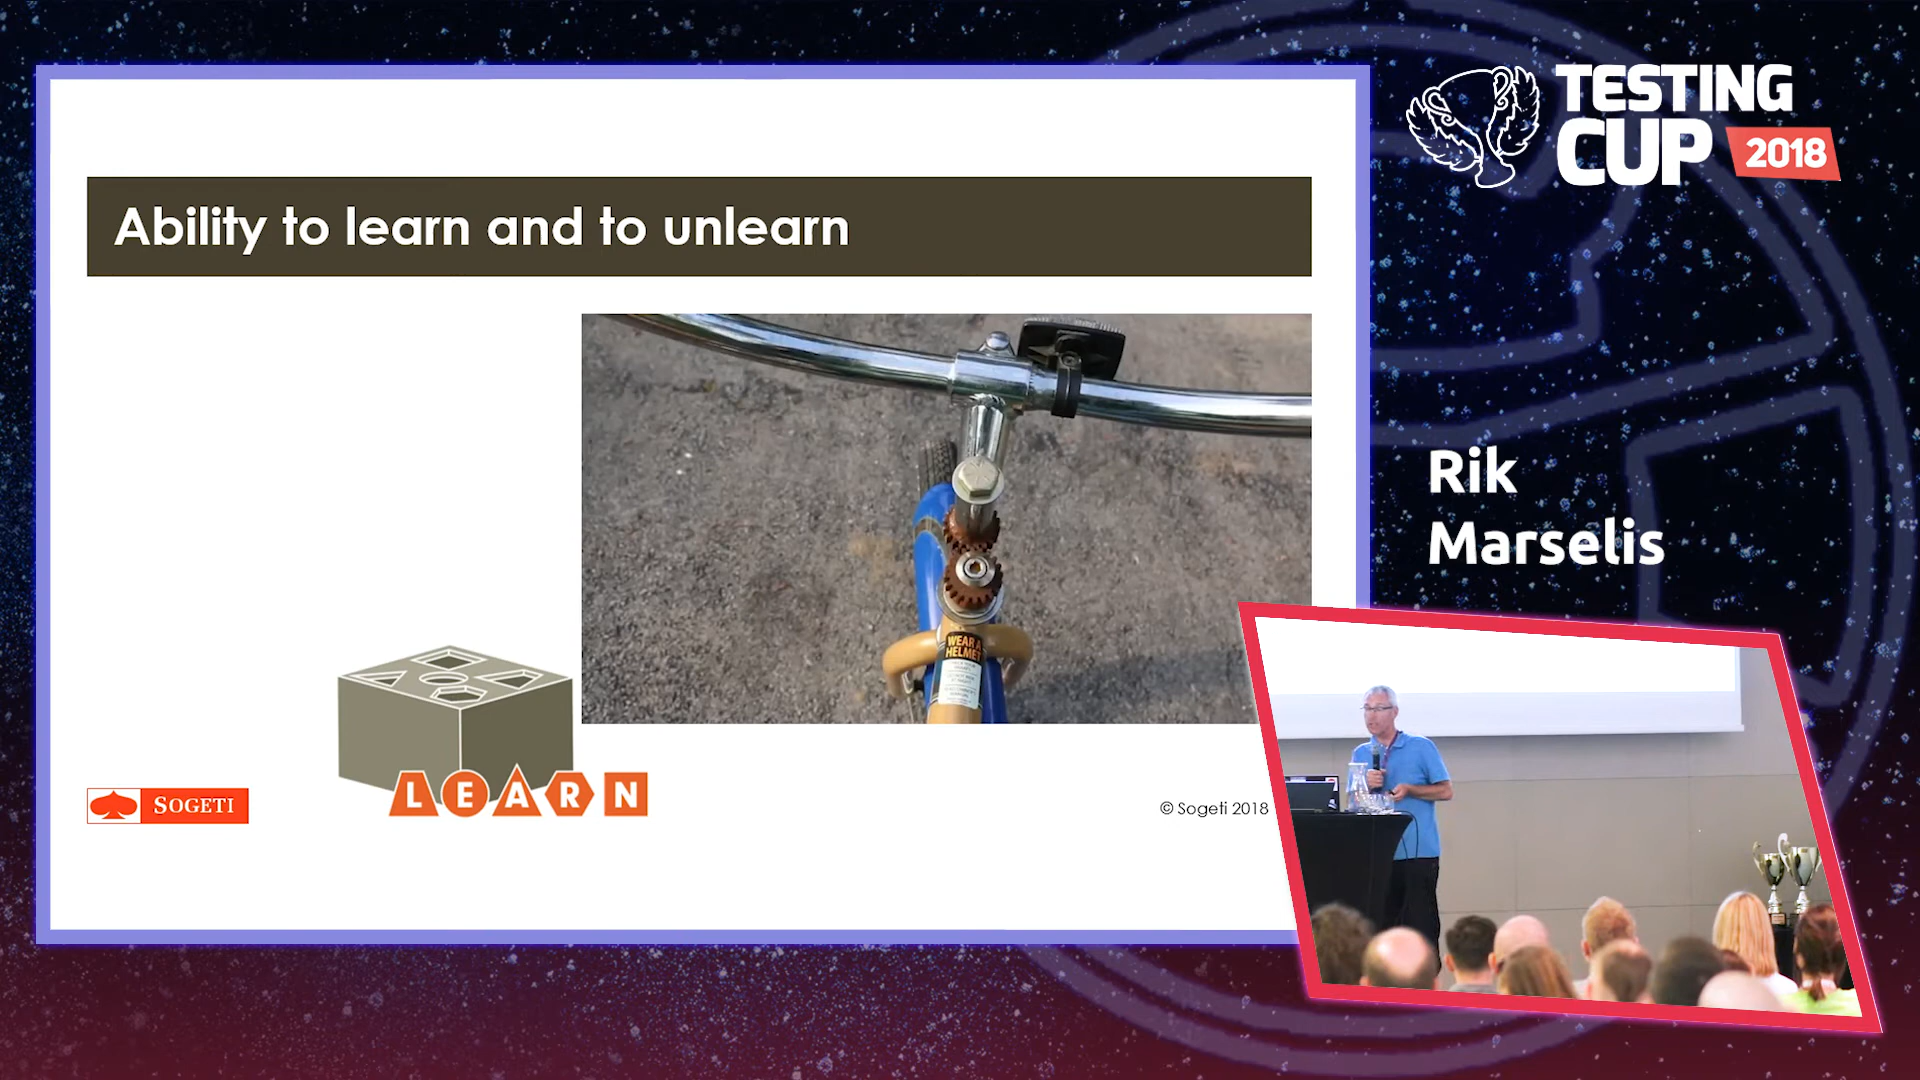 TESTING
CUP 2018
Ability to learn and to unlearn
Rik
Marselis
WEAR A
HELMET
LEARN
SOGETI
© Sogeti 2018